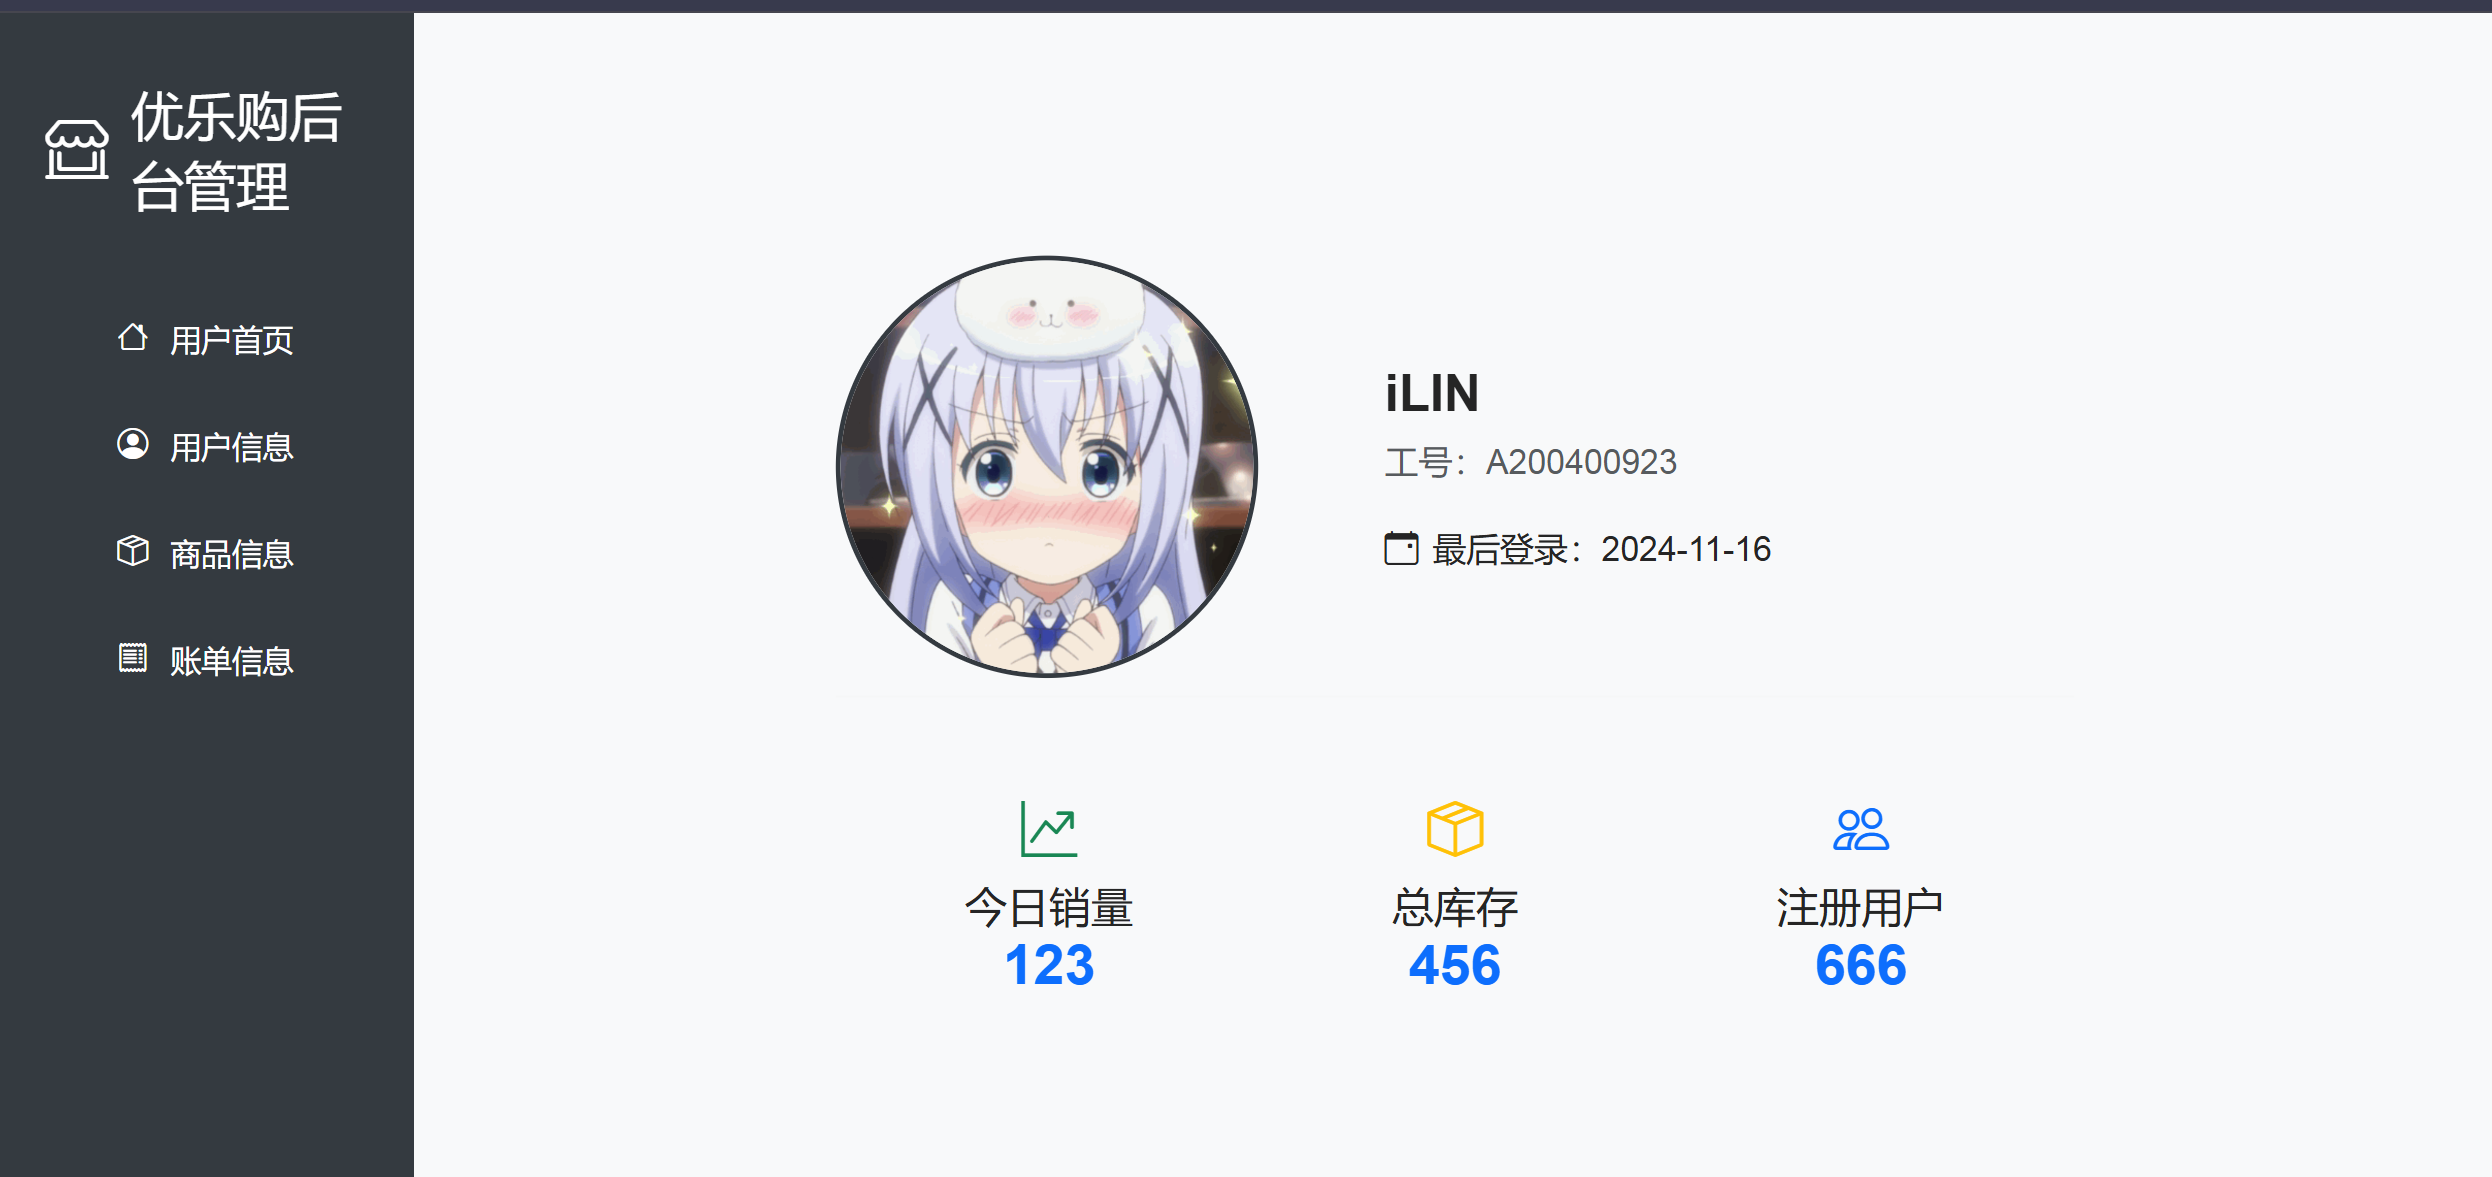 优乐购后
台管理
用户首页
用户信息
商品信息
账单信息
iLIN
工号：A200400923
最后登录：2024-11-16
今日销量
123
总库存
456
注册用户
666